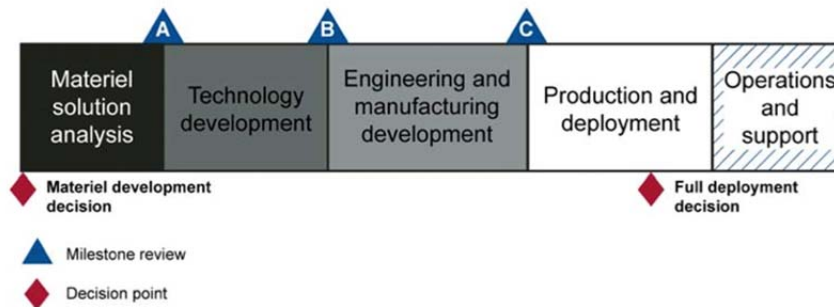 A
B
C
Materiel
solution
analysis
Technology
development
Engineering and
manufacturing
development
Production and
deployment
Operations
and
support
Materiel development
decision
Full deployment
decision
Milestone review
Decision point